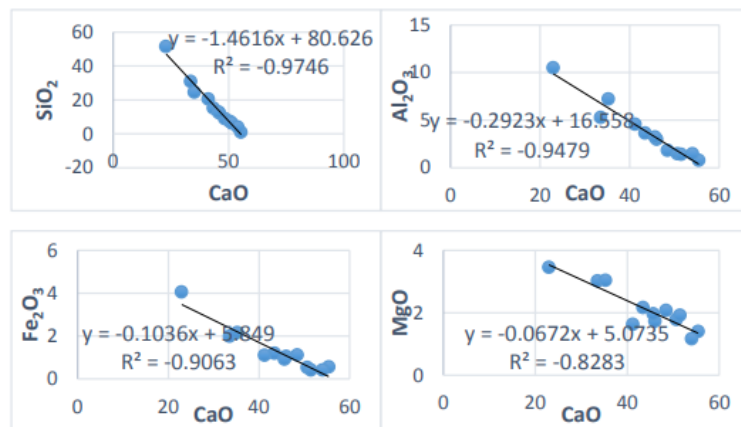 60
40
20
0
-20
0
50
100
SiO₂
CaO
y = -1.4616x + 80.626
R² = -0.9746
15
10
5
0
0
20
40
60
Al₂O₃
CaO
y = -0.2923x + 16.558
R² = -0.9479
6
4
2
0
0
20
40
60
Fe₂O₃
CaO
y = -0.1036x + 5.849
R² = -0.9063
4
2
0
0
20
40
60
MgO
CaO
y = -0.0672x + 5.0735
R² = -0.8283